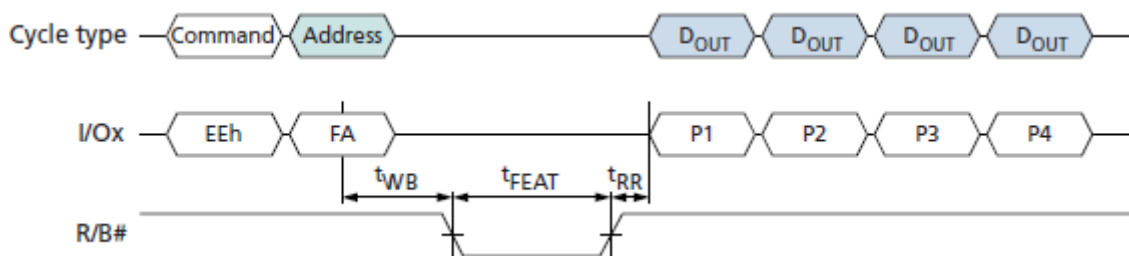 Cycle type Command Address DOUT DOUT DOUT DOUT
I/Ox EEh FA P1 P2 P3 P4
tWB tFEAT tRR
R/B#